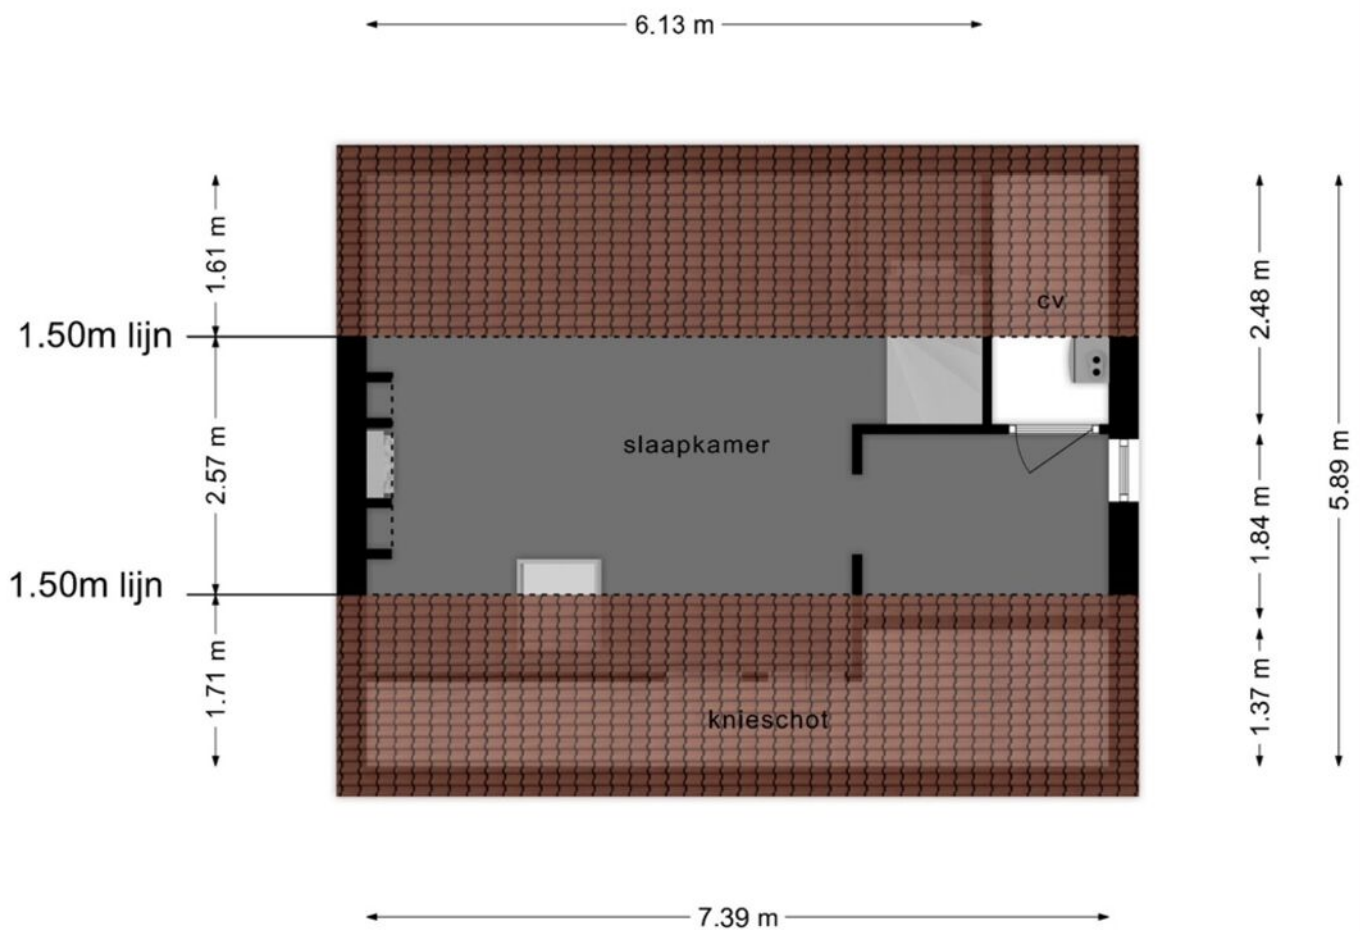 6.13 m
1.61 m
2.48 m
cv
1.50m lijn
slaapkamer
2.57 m
5.89 m
1.84 m
1.50m lijn
1.71 m
1.37 m
knieschot
7.39 m